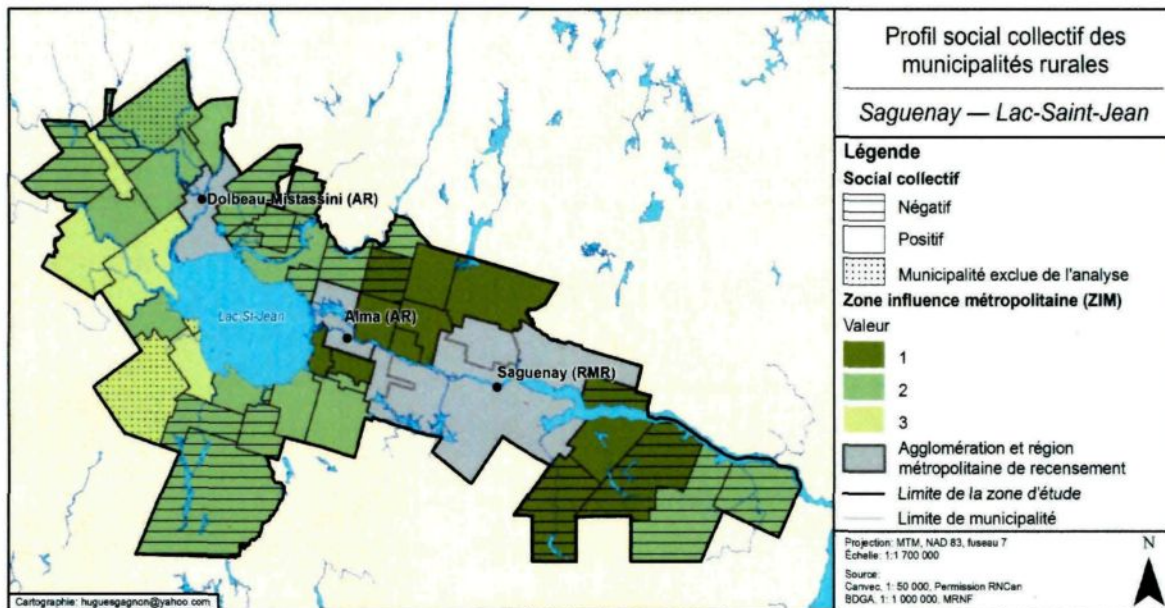 Profil social collectif des
municipalités rurales
Saguenay — Lac-Saint-Jean
Légende
Social collectif
Négatif
Positif
Municipalité exclue de l'analyse
Zone influence métropolitaine (ZIM)
Valeur
1
2
3
Agglomération et région
métropolitaine de recensement
Limite de la zone d'étude
Limite de municipalité
Projection: MTM, NAD 83, fuseau 7
Échelle: 1:1 700 000
Source:
Canvec, 1: 50 000, Permission RNCan
BDGA, 1: 1 000 000, MRNF
N
Dolbeau-Mistassini (AR)
Lac St-Jean
Alma (AR)
Saguenay (RMR)
Cartographie: huguesgagnon@yahoo.com